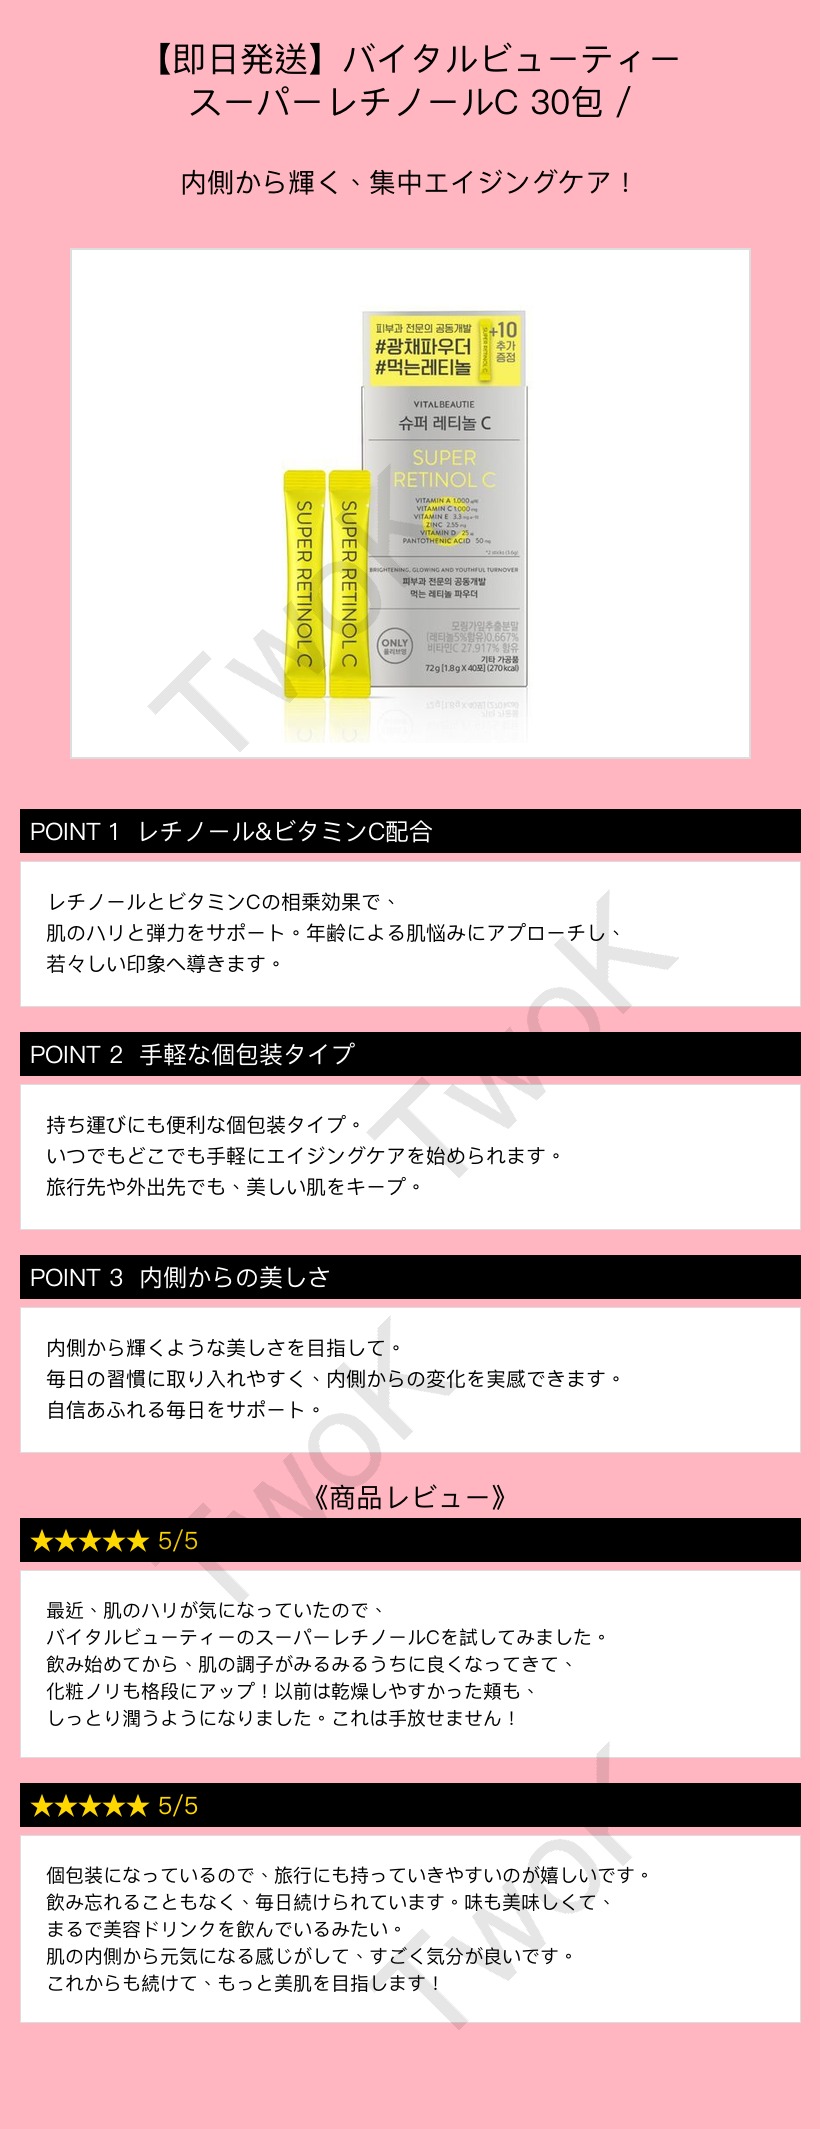 【即日発送】バイタルビューティー
スーパーレチノールC 30包 /
内側から輝く、集中エイジングケア！
피부과 전문의 공동개발
#광채파우더
#먹는레티놀
SUPER RETINOL C
+10
추가
증정
VITALBEAUTIE
슈퍼 레티놀 C
SUPER
RETINOL C
VITAMIN A 1,000
VITAMIN C 1,000 mg
VITAMIN E 3.3
ZINC 2.55 mg
VITAMIN D 25
PANTOTHENIC ACID 50 mg
*2 sticks (3.6g)
BRIGHTENING, GLOWING AND YOUTHFUL TURNOVER
피부과 전문의 공동개발
먹는 레티놀 파우더
ONLY
올리브영
모링가잎추출분말
[레티놀5%함유]0.667%
비타민C 27.917% 함유
기타 가공품
72g [1.8g X 40포] (270kcal)
SUPER RETINOL C
SUPER RETINOL C
TwoK
POINT 1 レチノール&ビタミンC配合
レチノールとビタミンCの相乗効果で、
肌のハリと弾力をサポート。年齢による肌悩みにアプローチし、
若々しい印象へ導きます。
TwoK
POINT 2 手軽な個包装タイプ
持ち運びにも便利な個包装タイプ。
いつでもどこでも手軽にエイジングケアを始められます。
旅行先や外出先でも、美しい肌をキープ。
POINT 3 内側からの美しさ
内側から輝くような美しさを目指して。
毎日の習慣に取り入れやすく、内側からの変化を実感できます。
自信あふれる毎日をサポート。
TwoK
《商品レビュー》
★★★★★ 5/5
最近、肌のハリが気になっていたので、
バイタルビューティーのスーパーレチノールCを試してみました。
飲み始めてから、肌の調子がみるみるうちに良くなってきて、
化粧ノリも格段にアップ！以前は乾燥しやすかった頬も、
しっとり潤うようになりました。これは手放せません！
★★★★★ 5/5
個包装になっているので、旅行にも持っていきやすいのが嬉しいです。
飲み忘れることもなく、毎日続けられています。味も美味しくて、
まるで美容ドリンクを飲んでいるみたい。
肌の内側から元気になる感じがして、すごく気分が良いです。
これからも続けて、もっと美肌を目指します！
TwoK